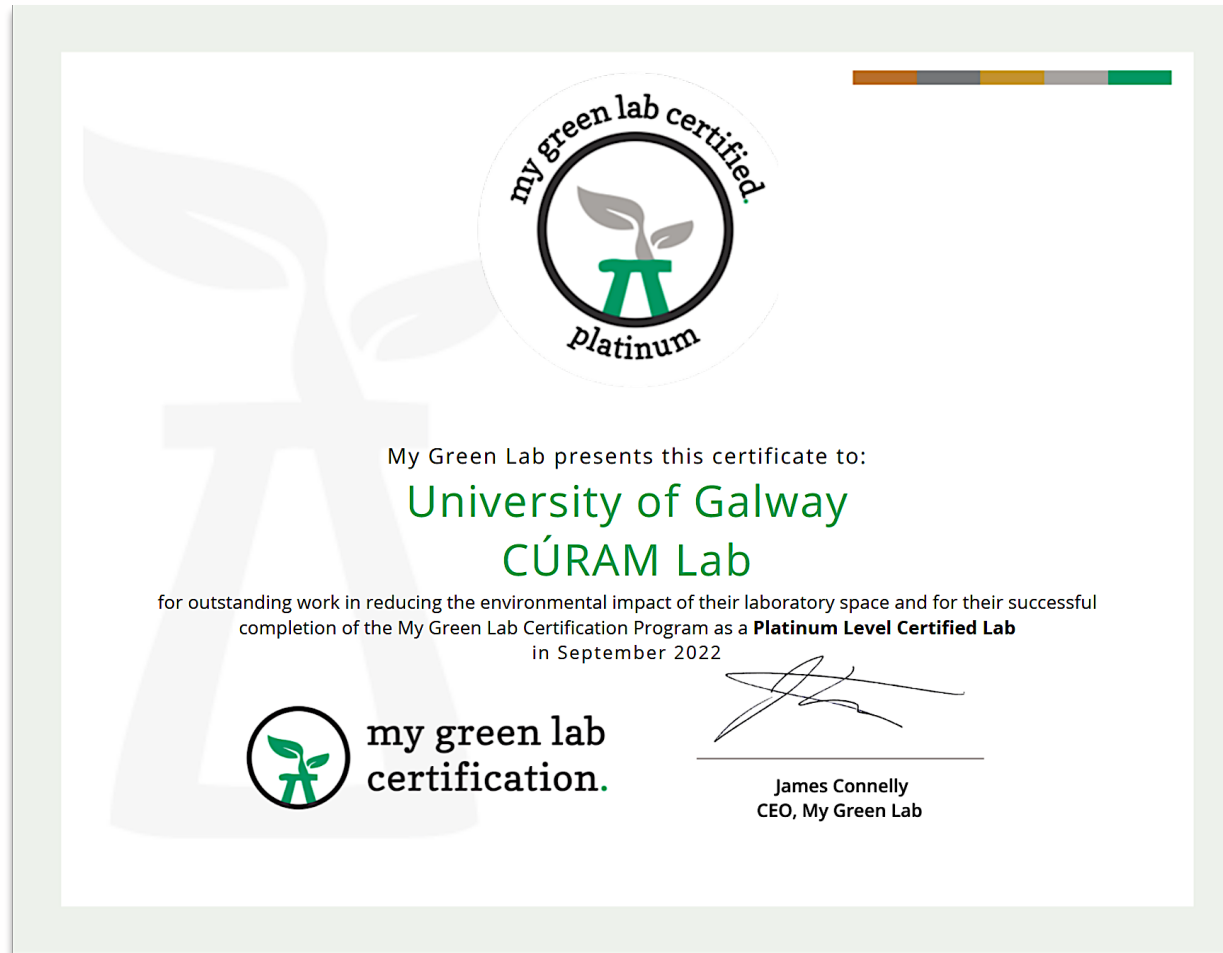 my green lab certified.
platinum
My Green Lab presents this certificate to:
University of Galway
CÚRAM Lab
for outstanding work in reducing the environmental impact of their laboratory space and for their successful
completion of the My Green Lab Certification Program as a Platinum Level Certified Lab
in September 2022
my green lab
certification.
James Connelly
CEO, My Green Lab